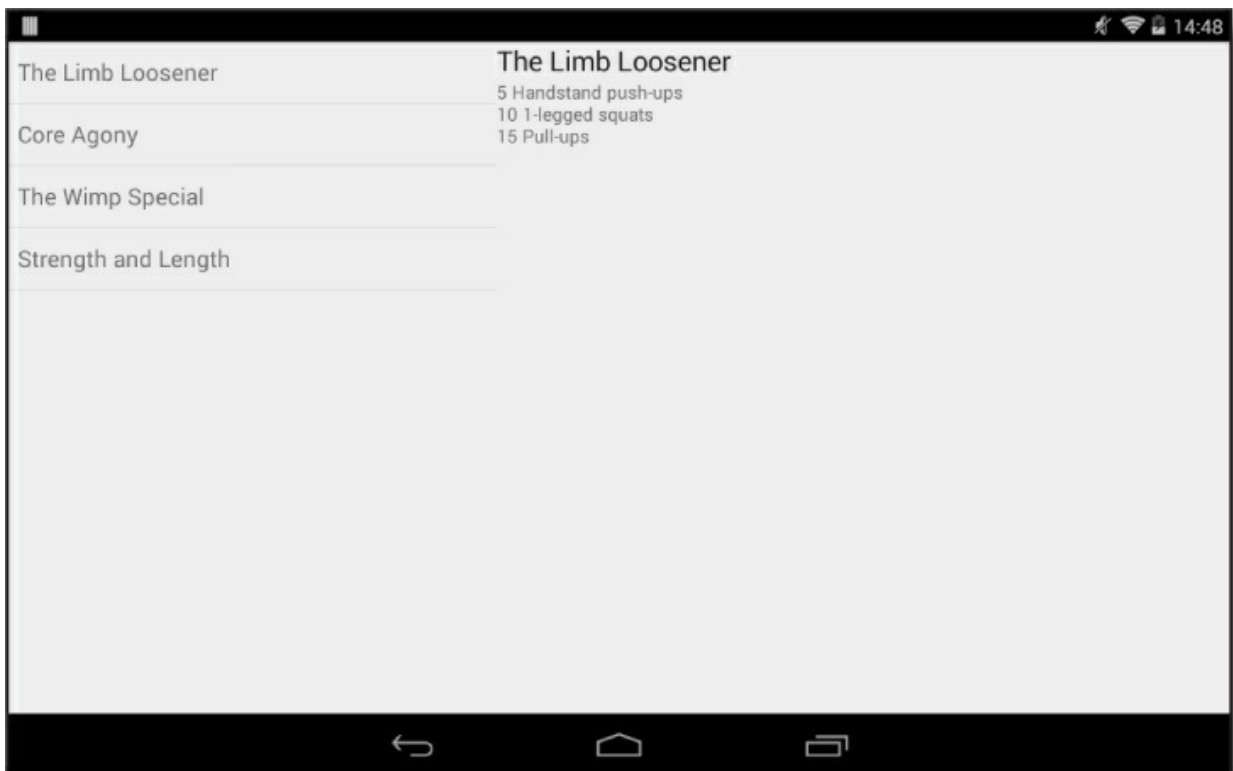 14:48
The Limb Loosener
Core Agony
The Wimp Special
Strength and Length
The Limb Loosener
5 Handstand push-ups
10 1-legged squats
15 Pull-ups